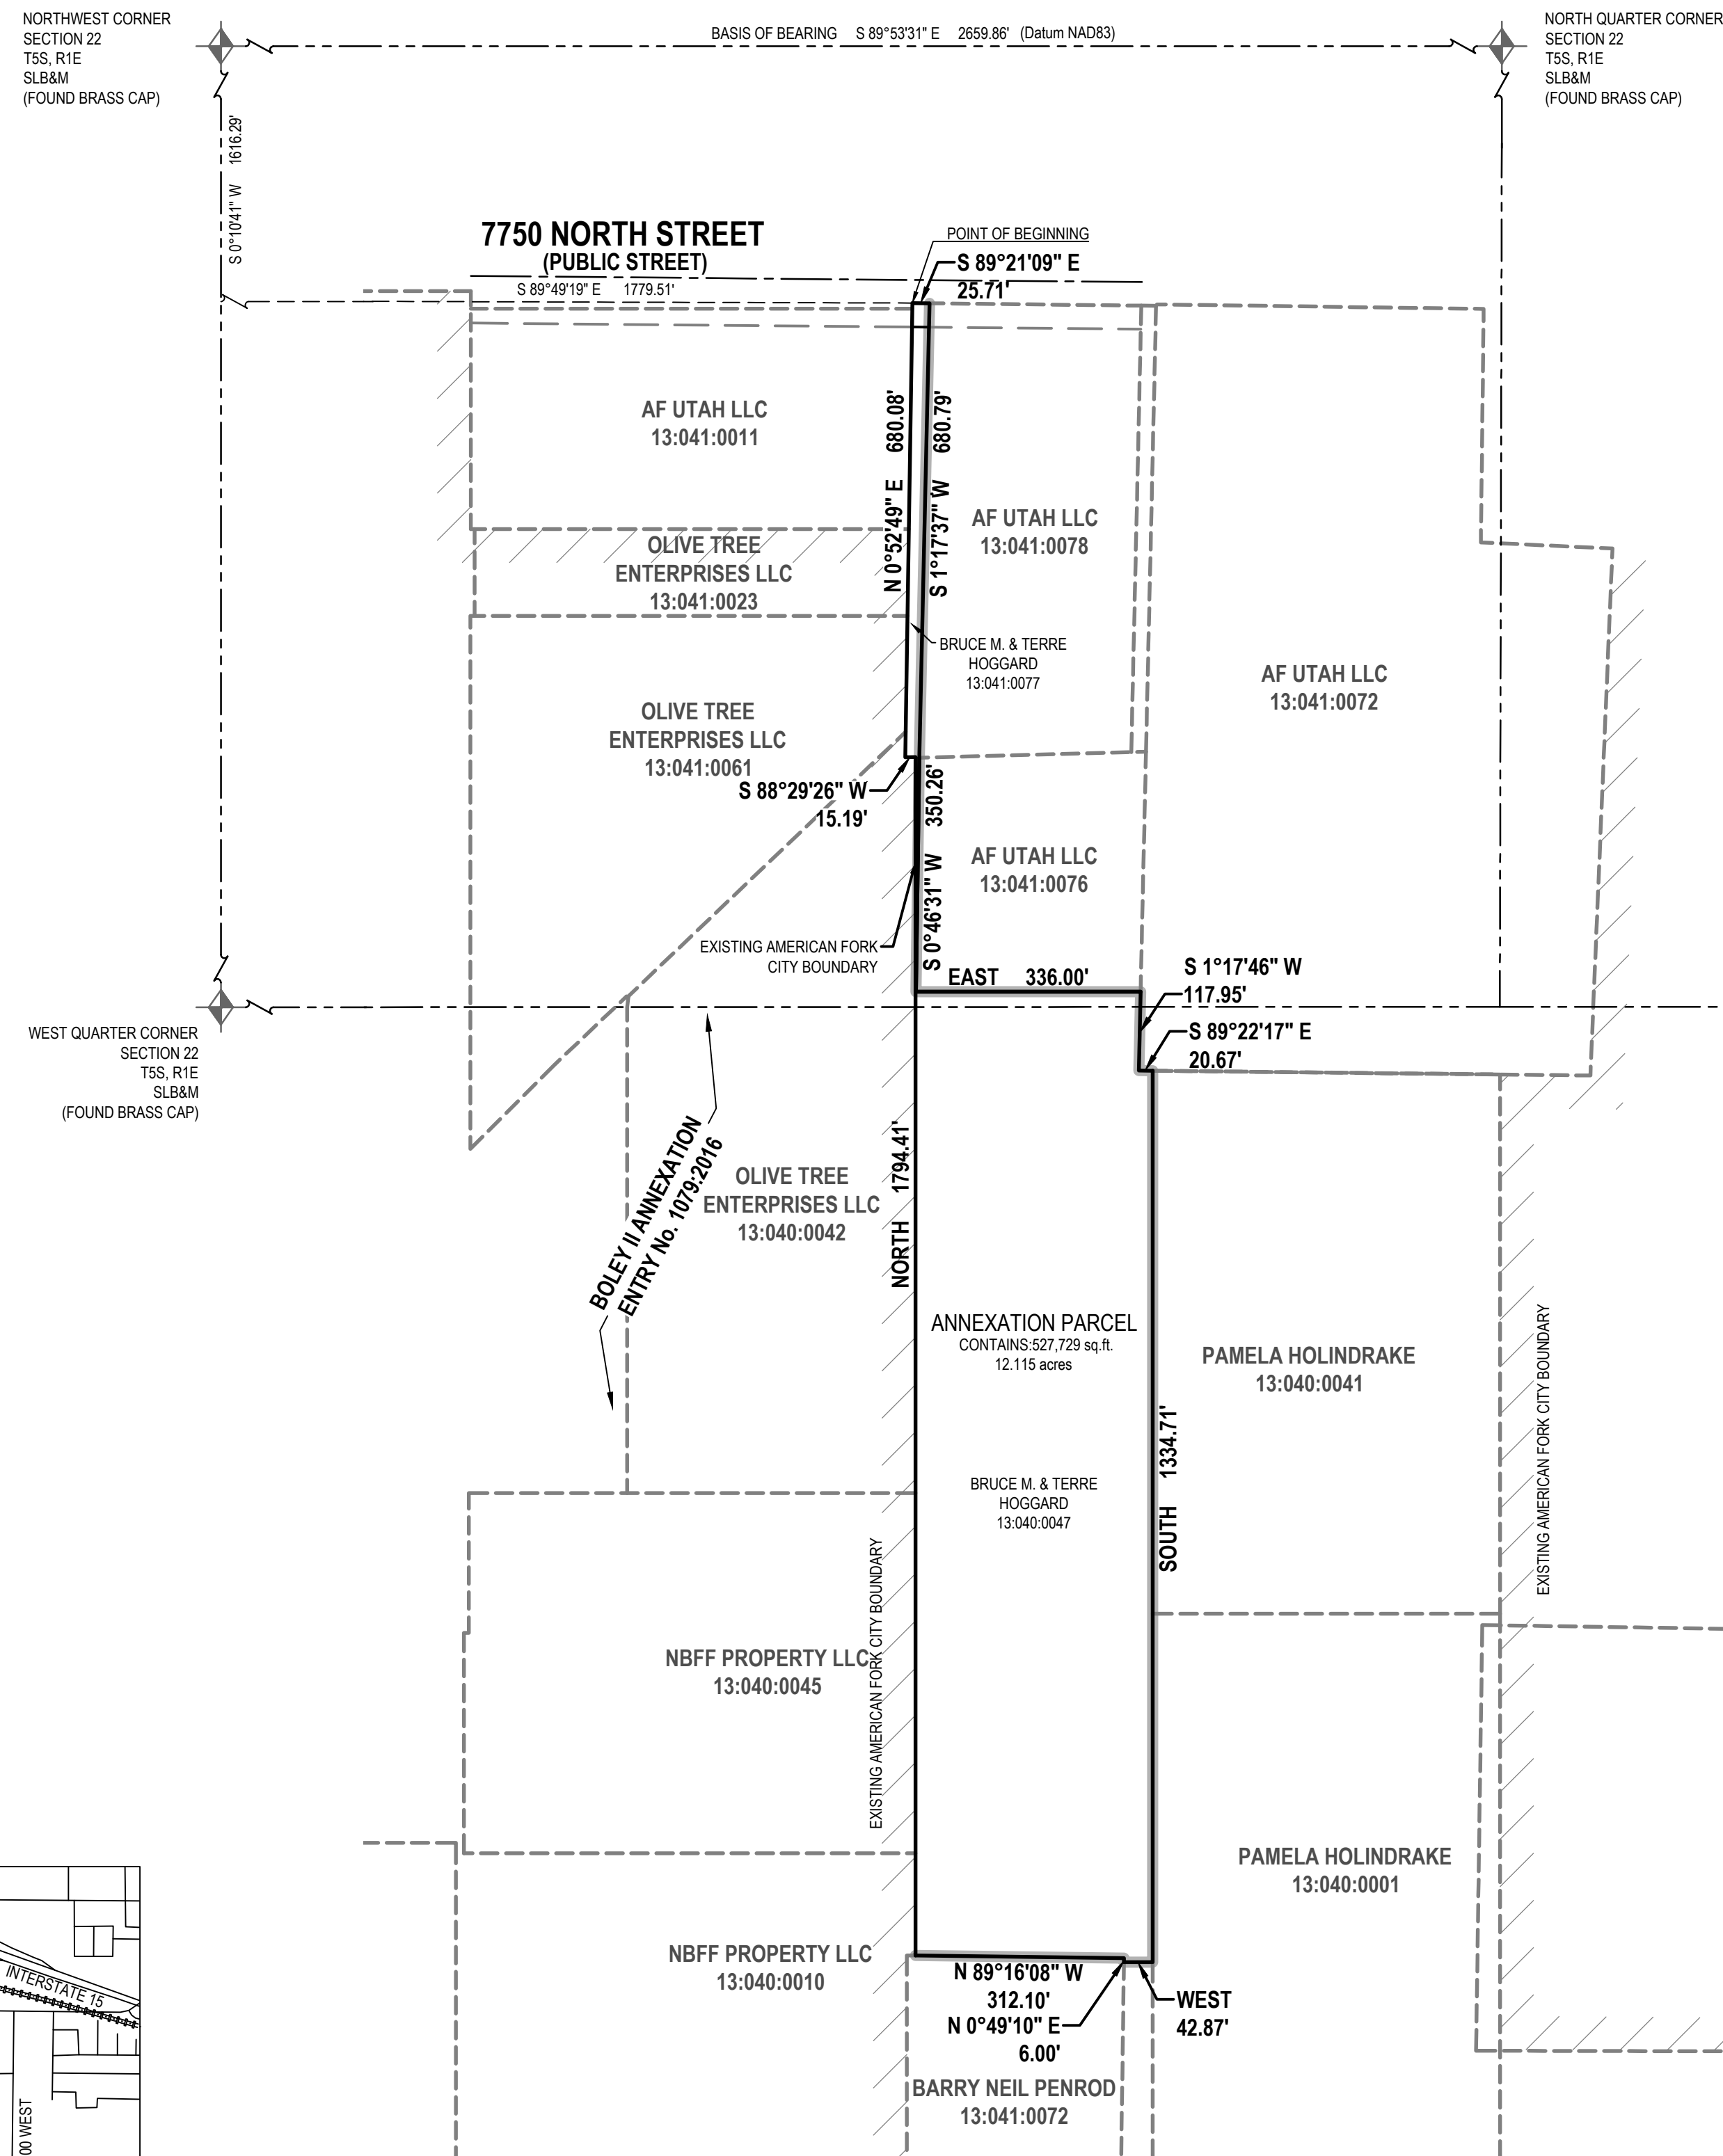 NORTHWEST CORNER
SECTION 22
T5S, R1E
SLB&M
(FOUND BRASS CAP)
BASIS OF BEARING S 89°53'31" E 2659.86' (Datum NAD83)
NORTH QUARTER CORNER
SECTION 22
T5S, R1E
SLB&M
(FOUND BRASS CAP)
S 0°10'41" W 1616.29'
7750 NORTH STREET
(PUBLIC STREET)
S 89°49'19" E 1779.51'
POINT OF BEGINNING
S 89°21'09" E
25.71'
AF UTAH LLC
13:041:0011
N 0°52'49" E 680.08'
S 1°17'37" W 680.79'
AF UTAH LLC
13:041:0078
OLIVE TREE
ENTERPRISES LLC
13:041:0023
BRUCE M. & TERRE
HOGGARD
13:041:0077
AF UTAH LLC
13:041:0072
OLIVE TREE
ENTERPRISES LLC
13:041:0061
S 88°29'26" W
15.19'
S 0°46'31" W 350.26'
AF UTAH LLC
13:041:0076
EXISTING AMERICAN FORK
CITY BOUNDARY
EAST 336.00'
S 1°17'46" W
117.95'
S 89°22'17" E
20.67'
WEST QUARTER CORNER
SECTION 22
T5S, R1E
SLB&M
(FOUND BRASS CAP)
BOLEY II ANNEXATION
ENTRY No. 1079:2016
OLIVE TREE
ENTERPRISES LLC
13:040:0042
NORTH 1794.41'
ANNEXATION PARCEL
CONTAINS:527,729 sq.ft.
12.115 acres
PAMELA HOLINDRAKE
13:040:0041
EXISTING AMERICAN FORK CITY BOUNDARY
SOUTH 1334.71'
BRUCE M. & TERRE
HOGGARD
13:040:0047
EXISTING AMERICAN FORK CITY BOUNDARY
NBFF PROPERTY LLC
13:040:0045
PAMELA HOLINDRAKE
13:040:0001
NBFF PROPERTY LLC
13:040:0010
N 89°16'08" W
312.10'
N 0°49'10" E
6.00'
WEST
42.87'
BARRY NEIL PENROD
13:041:0072
INTERSTATE 15
00 WEST